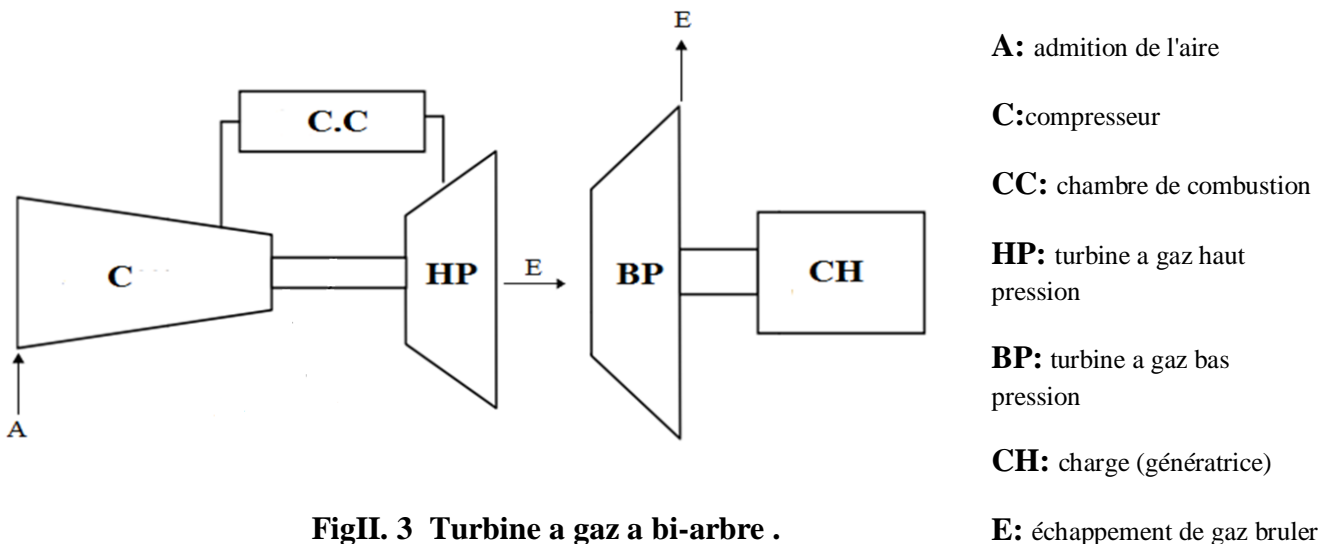 E
C.C
C
HP
E
BP
CH
A
A: admition de l'aire
C:compresseur
CC: chambre de combustion
HP: turbine a gaz haut
pression
BP: turbine a gaz bas
pression
CH: charge (génératrice)
E: échappement de gaz bruler
FigII. 3 Turbine a gaz a bi-arbre .